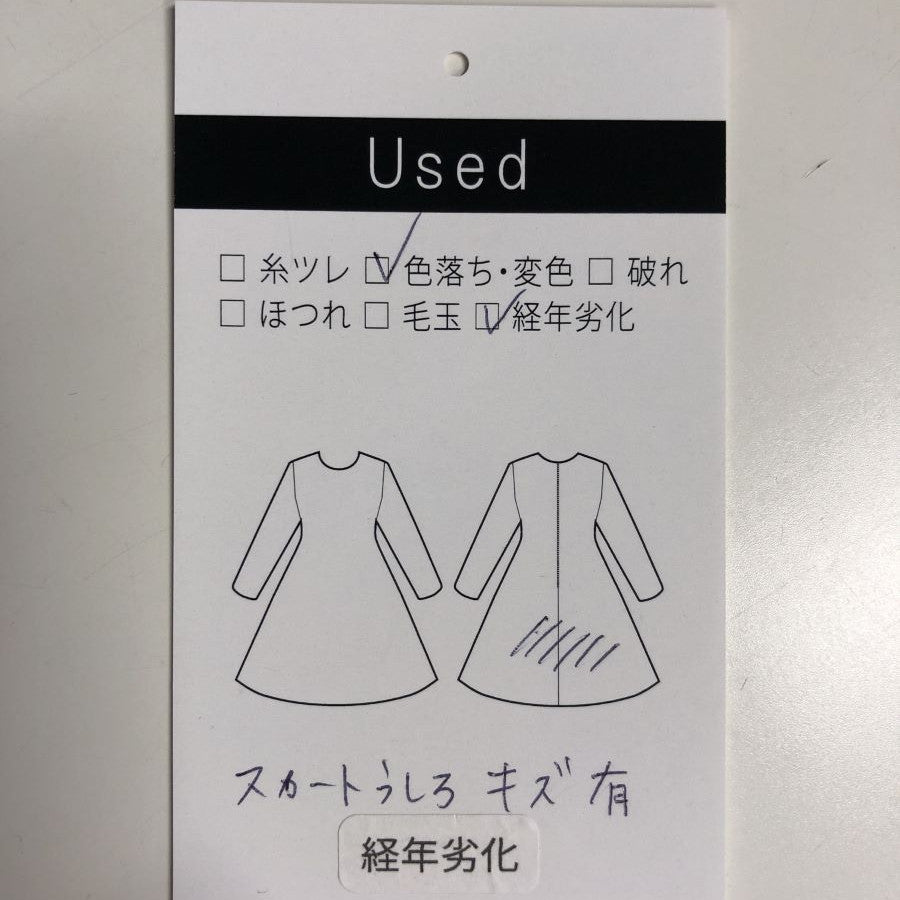 Used
□ 糸ツレ ☑ 色落ち・変色 □ 破れ
□ ほつれ □ 毛玉 ☑ 経年劣化
スカートうしろ キズ 有
経年劣化